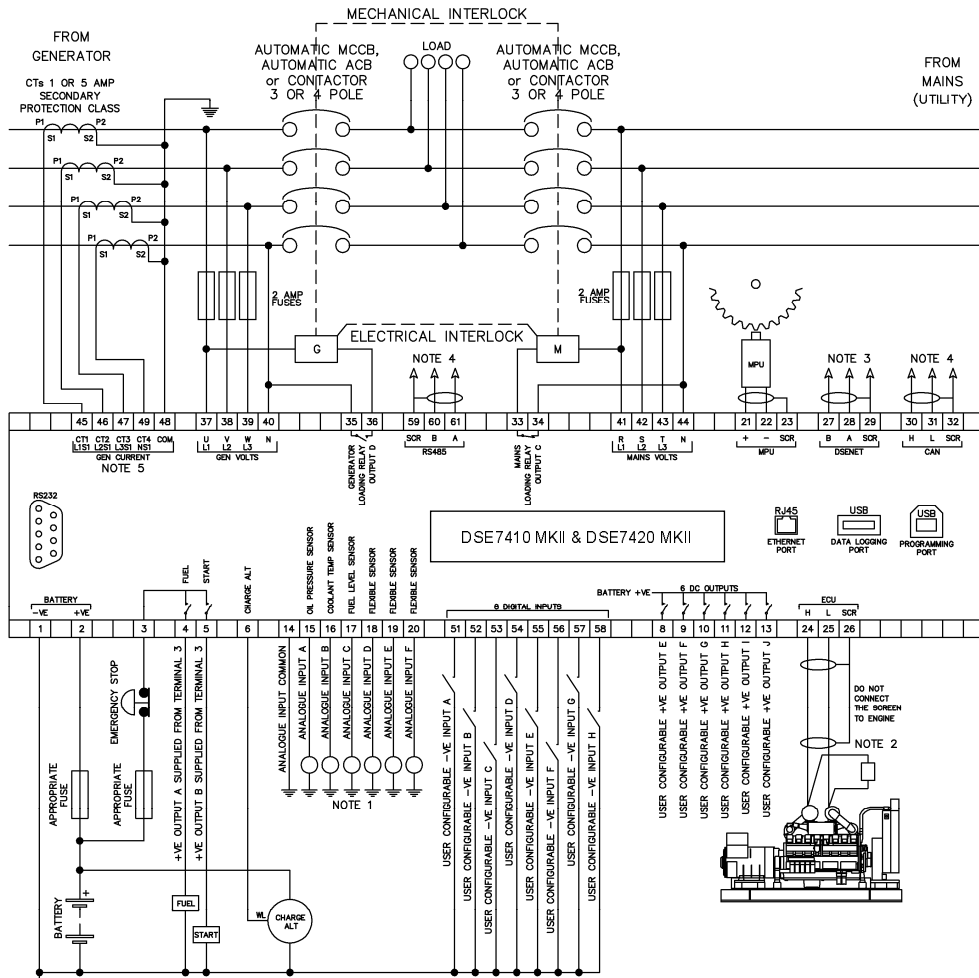 MECHANICAL INTERLOCK
FROM
GENERATOR
CTs 1 OR 5 AMP
SECONDARY
PROTECTION CLASS
AUTOMATIC MCCB,
AUTOMATIC ACB
or CONTACTOR
3 OR 4 POLE
LOAD
AUTOMATIC MCCB,
AUTOMATIC ACB
or CONTACTOR
3 OR 4 POLE
FROM
MAINS
(UTILITY)
P1 P2
S1 S2
P1 P2
S1 S2
P1 P2
S1 S2
P1 P2
S1 S2
2 AMP
FUSES
2 AMP
FUSES
ELECTRICAL INTERLOCK
G
M
MPU
NOTE 4
NOTE 3
NOTE 4
45 46 47 49 48 37 38 39 40 35 36 59 60 61 33 34 41 42 43 44 21 22 23 27 28 29 30 31 32
CT1 CT2 CT3 CT4 COM
L1S1 L2S1 L3S1 NS1
GEN CURRENT
NOTE 5
U V W N
L1 L2 L3
GEN VOLTS
GENERATOR
LOADING RELAY
OUTPUT D
SCR B A
RS485
MAINS
LOADING RELAY
OUTPUT C
R S T N
L1 L2 L3
MAINS VOLTS
+ - SCR
MPU
B A SCR
DSENET
H L SCR
CAN
RS232
DSE7410 MKII & DSE7420 MKII
RJ45
ETHERNET
PORT
USB
DATA LOGGING
PORT
USB
PROGRAMMING
PORT
BATTERY
-VE +VE
FUEL
START
CHARGE ALT
OIL PRESSURE SENSOR
COOLANT TEMP SENSOR
FUEL LEVEL SENSOR
FLEXIBLE SENSOR
FLEXIBLE SENSOR
FLEXIBLE SENSOR
8 DIGITAL INPUTS
BATTERY +VE
6 DC OUTPUTS
ECU
H L SCR
1 2 3 4 5 6 14 15 16 17 18 19 20 51 52 53 54 55 56 57 58 8 9 10 11 12 13 24 25 26
EMERGENCY STOP
APPROPRIATE
FUSE
APPROPRIATE
FUSE
+VE OUTPUT A SUPPLIED FROM TERMINAL 3
+VE OUTPUT B SUPPLIED FROM TERMINAL 3
ANALOGUE INPUT COMMON
ANALOGUE INPUT A
ANALOGUE INPUT B
ANALOGUE INPUT C
ANALOGUE INPUT D
ANALOGUE INPUT E
ANALOGUE INPUT F
NOTE 1
USER CONFIGURABLE -VE INPUT A
USER CONFIGURABLE -VE INPUT B
USER CONFIGURABLE -VE INPUT C
USER CONFIGURABLE -VE INPUT D
USER CONFIGURABLE -VE INPUT E
USER CONFIGURABLE -VE INPUT F
USER CONFIGURABLE -VE INPUT G
USER CONFIGURABLE -VE INPUT H
USER CONFIGURABLE +VE OUTPUT E
USER CONFIGURABLE +VE OUTPUT F
USER CONFIGURABLE +VE OUTPUT G
USER CONFIGURABLE +VE OUTPUT H
USER CONFIGURABLE +VE OUTPUT I
USER CONFIGURABLE +VE OUTPUT J
DO NOT
CONNECT
THE SCREEN
TO ENGINE
NOTE 2
BATTERY
+
FUEL
START
WL
CHARGE
ALT